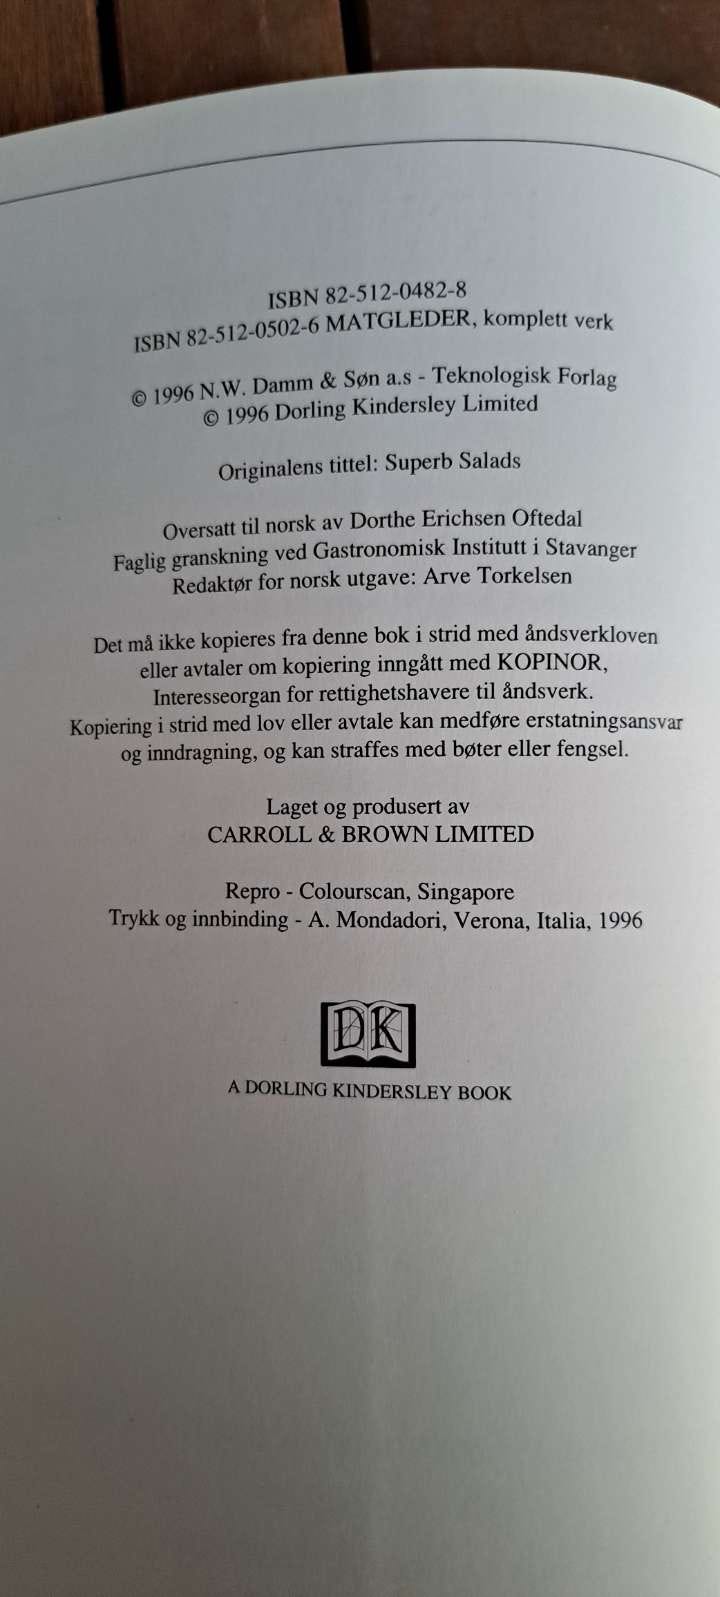 ISBN 82-512-0482-8
ISBN 82-512-0502-6 MATGLEDER, komplett verk
© 1996 N.W. Damm & Søn a.s - Teknologisk Forlag
© 1996 Dorling Kindersley Limited
Originalens tittel: Superb Salads
Oversatt til norsk av Dorthe Erichsen Oftedal
Faglig granskning ved Gastronomisk Institutt i Stavanger
Redaktør for norsk utgave: Arve Torkelsen
Det må ikke kopieres fra denne bok i strid med åndsverkloven
eller avtaler om kopiering inngått med KOPINOR,
Interesseorgan for rettighetshavere til åndsverk.
Kopiering i strid med lov eller avtale kan medføre erstatningsansvar
og inndragning, og kan straffes med bøter eller fengsel.
Laget og produsert av
CARROLL & BROWN LIMITED
Repro - Colourscan, Singapore
Trykk og innbinding - A. Mondadori, Verona, Italia, 1996
DK
A DORLING KINDERSLEY BOOK